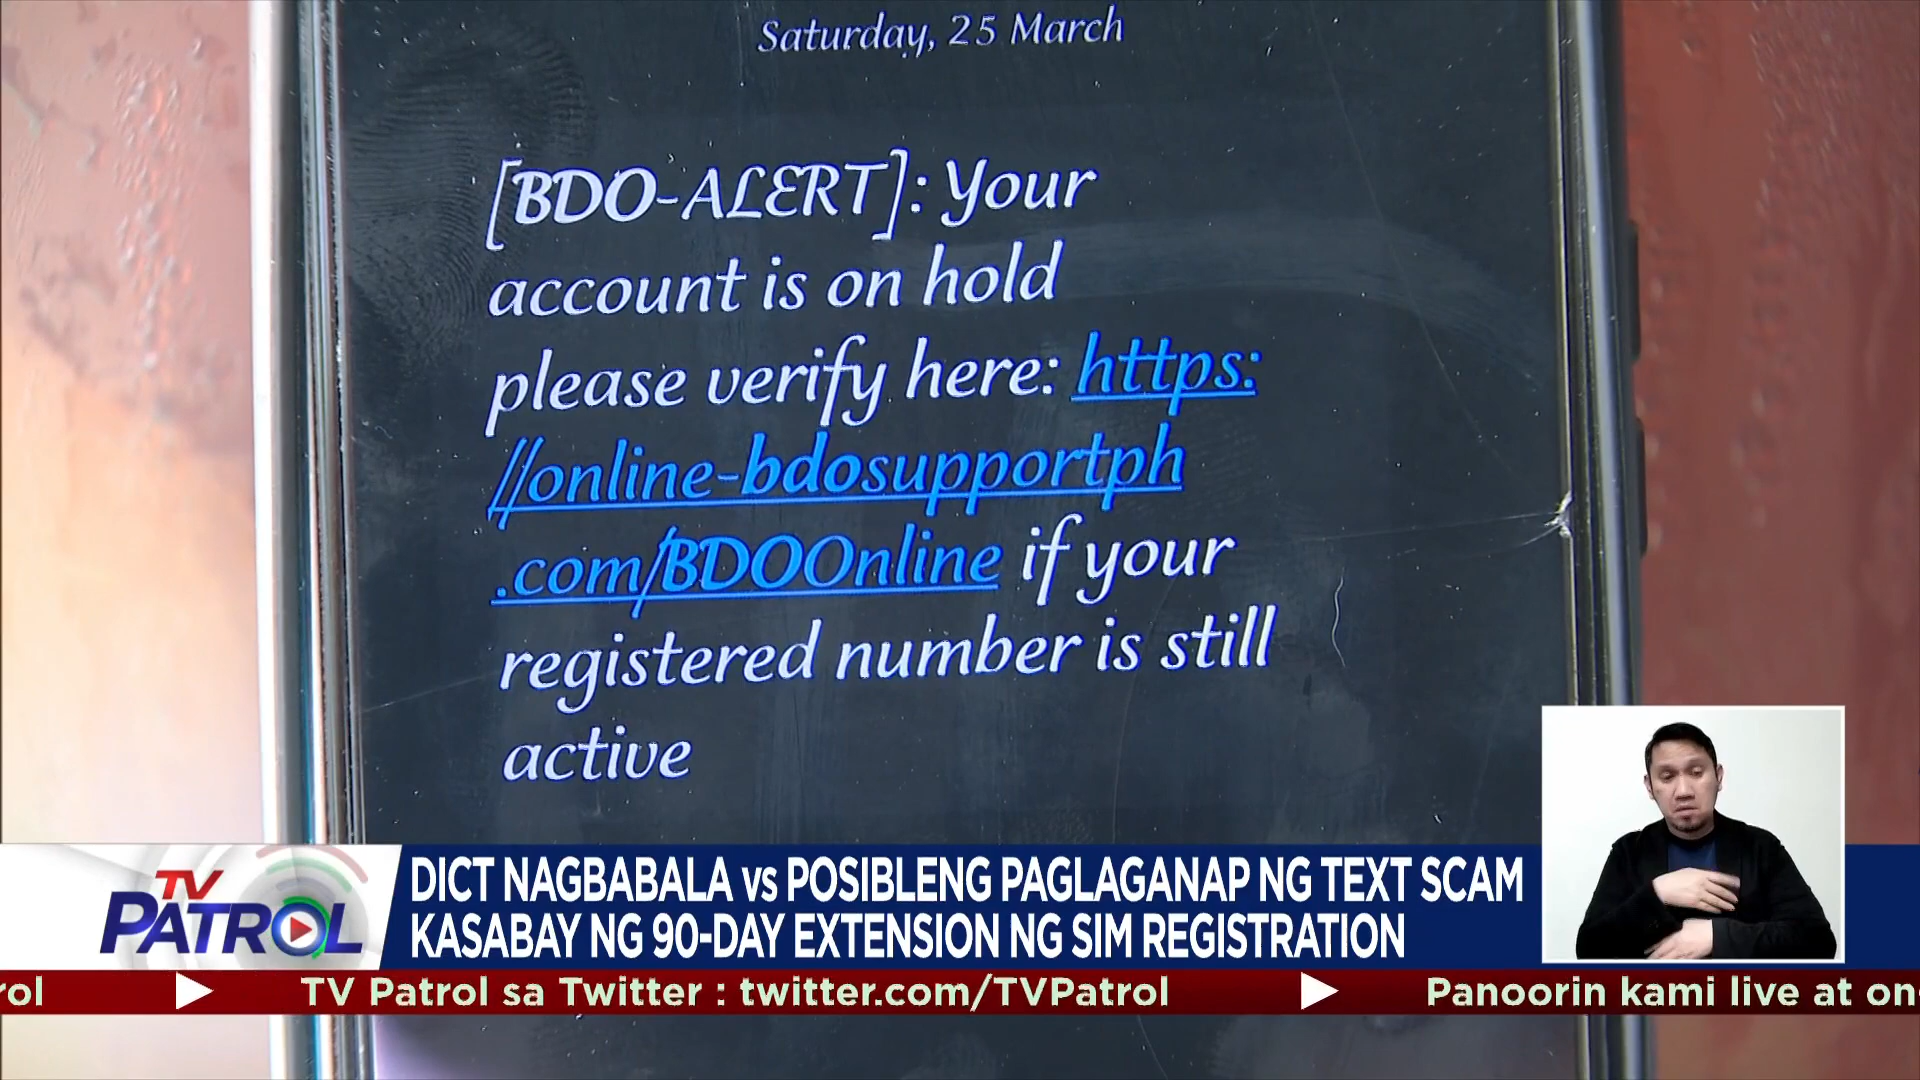 Saturday, 25 March
[BDO-ALERT]: Your
account is on hold
please verify here: https:
//online-bdosupportph
.com/BDOOnline if your
registered number is still
active
TV
PATROL
DICT NAGBABALA vs POSIBLENG PAGLAGANAP NG TEXT SCAM
KASABAY NG 90-DAY EXTENSION NG SIM REGISTRATION
rol ▶ TV Patrol sa Twitter : twitter.com/TVPatrol ▶ Panoorin kami live at on